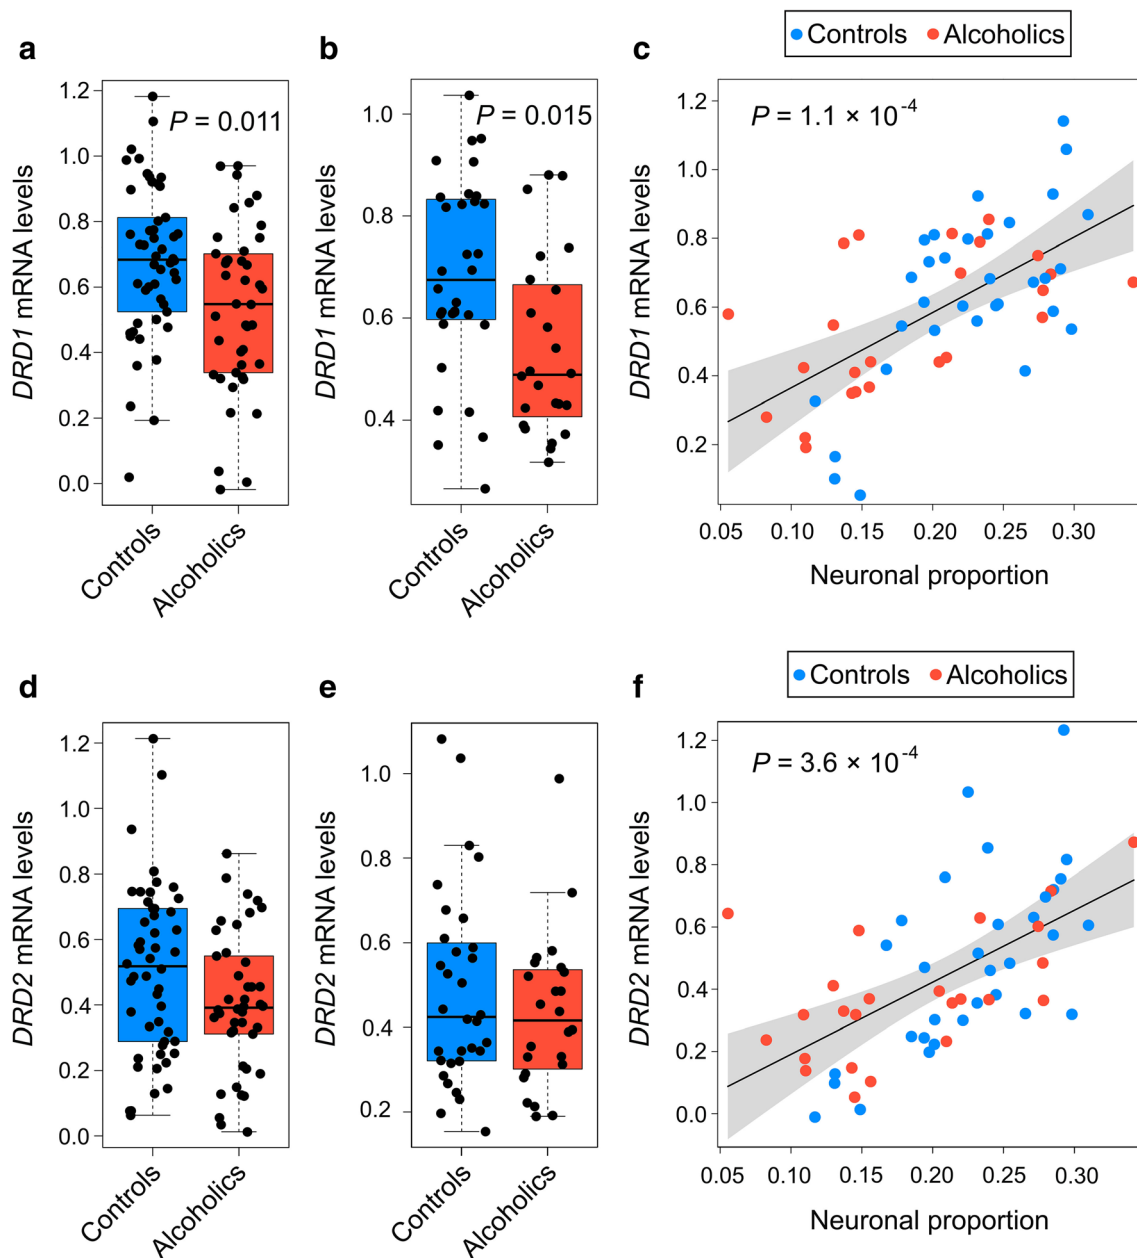 a
DRD1 mRNA levels
1.2
1.0
0.8
0.6
0.4
0.2
0.0
P = 0.011
Controls
Alcoholics
b
DRD1 mRNA levels
1.0
0.8
0.6
0.4
P = 0.015
Controls
Alcoholics
c
Controls Alcoholics
DRD1 mRNA levels
1.2
1.0
0.8
0.6
0.4
0.2
P = 1.1 × 10⁻⁴
0.05 0.10 0.15 0.20 0.25 0.30
Neuronal proportion
d
DRD2 mRNA levels
1.2
1.0
0.8
0.6
0.4
0.2
0.0
Controls
Alcoholics
e
DRD2 mRNA levels
1.0
0.8
0.6
0.4
0.2
Controls
Alcoholics
f
Controls Alcoholics
DRD2 mRNA levels
1.2
1.0
0.8
0.6
0.4
0.2
0.0
P = 3.6 × 10⁻⁴
0.05 0.10 0.15 0.20 0.25 0.30
Neuronal proportion